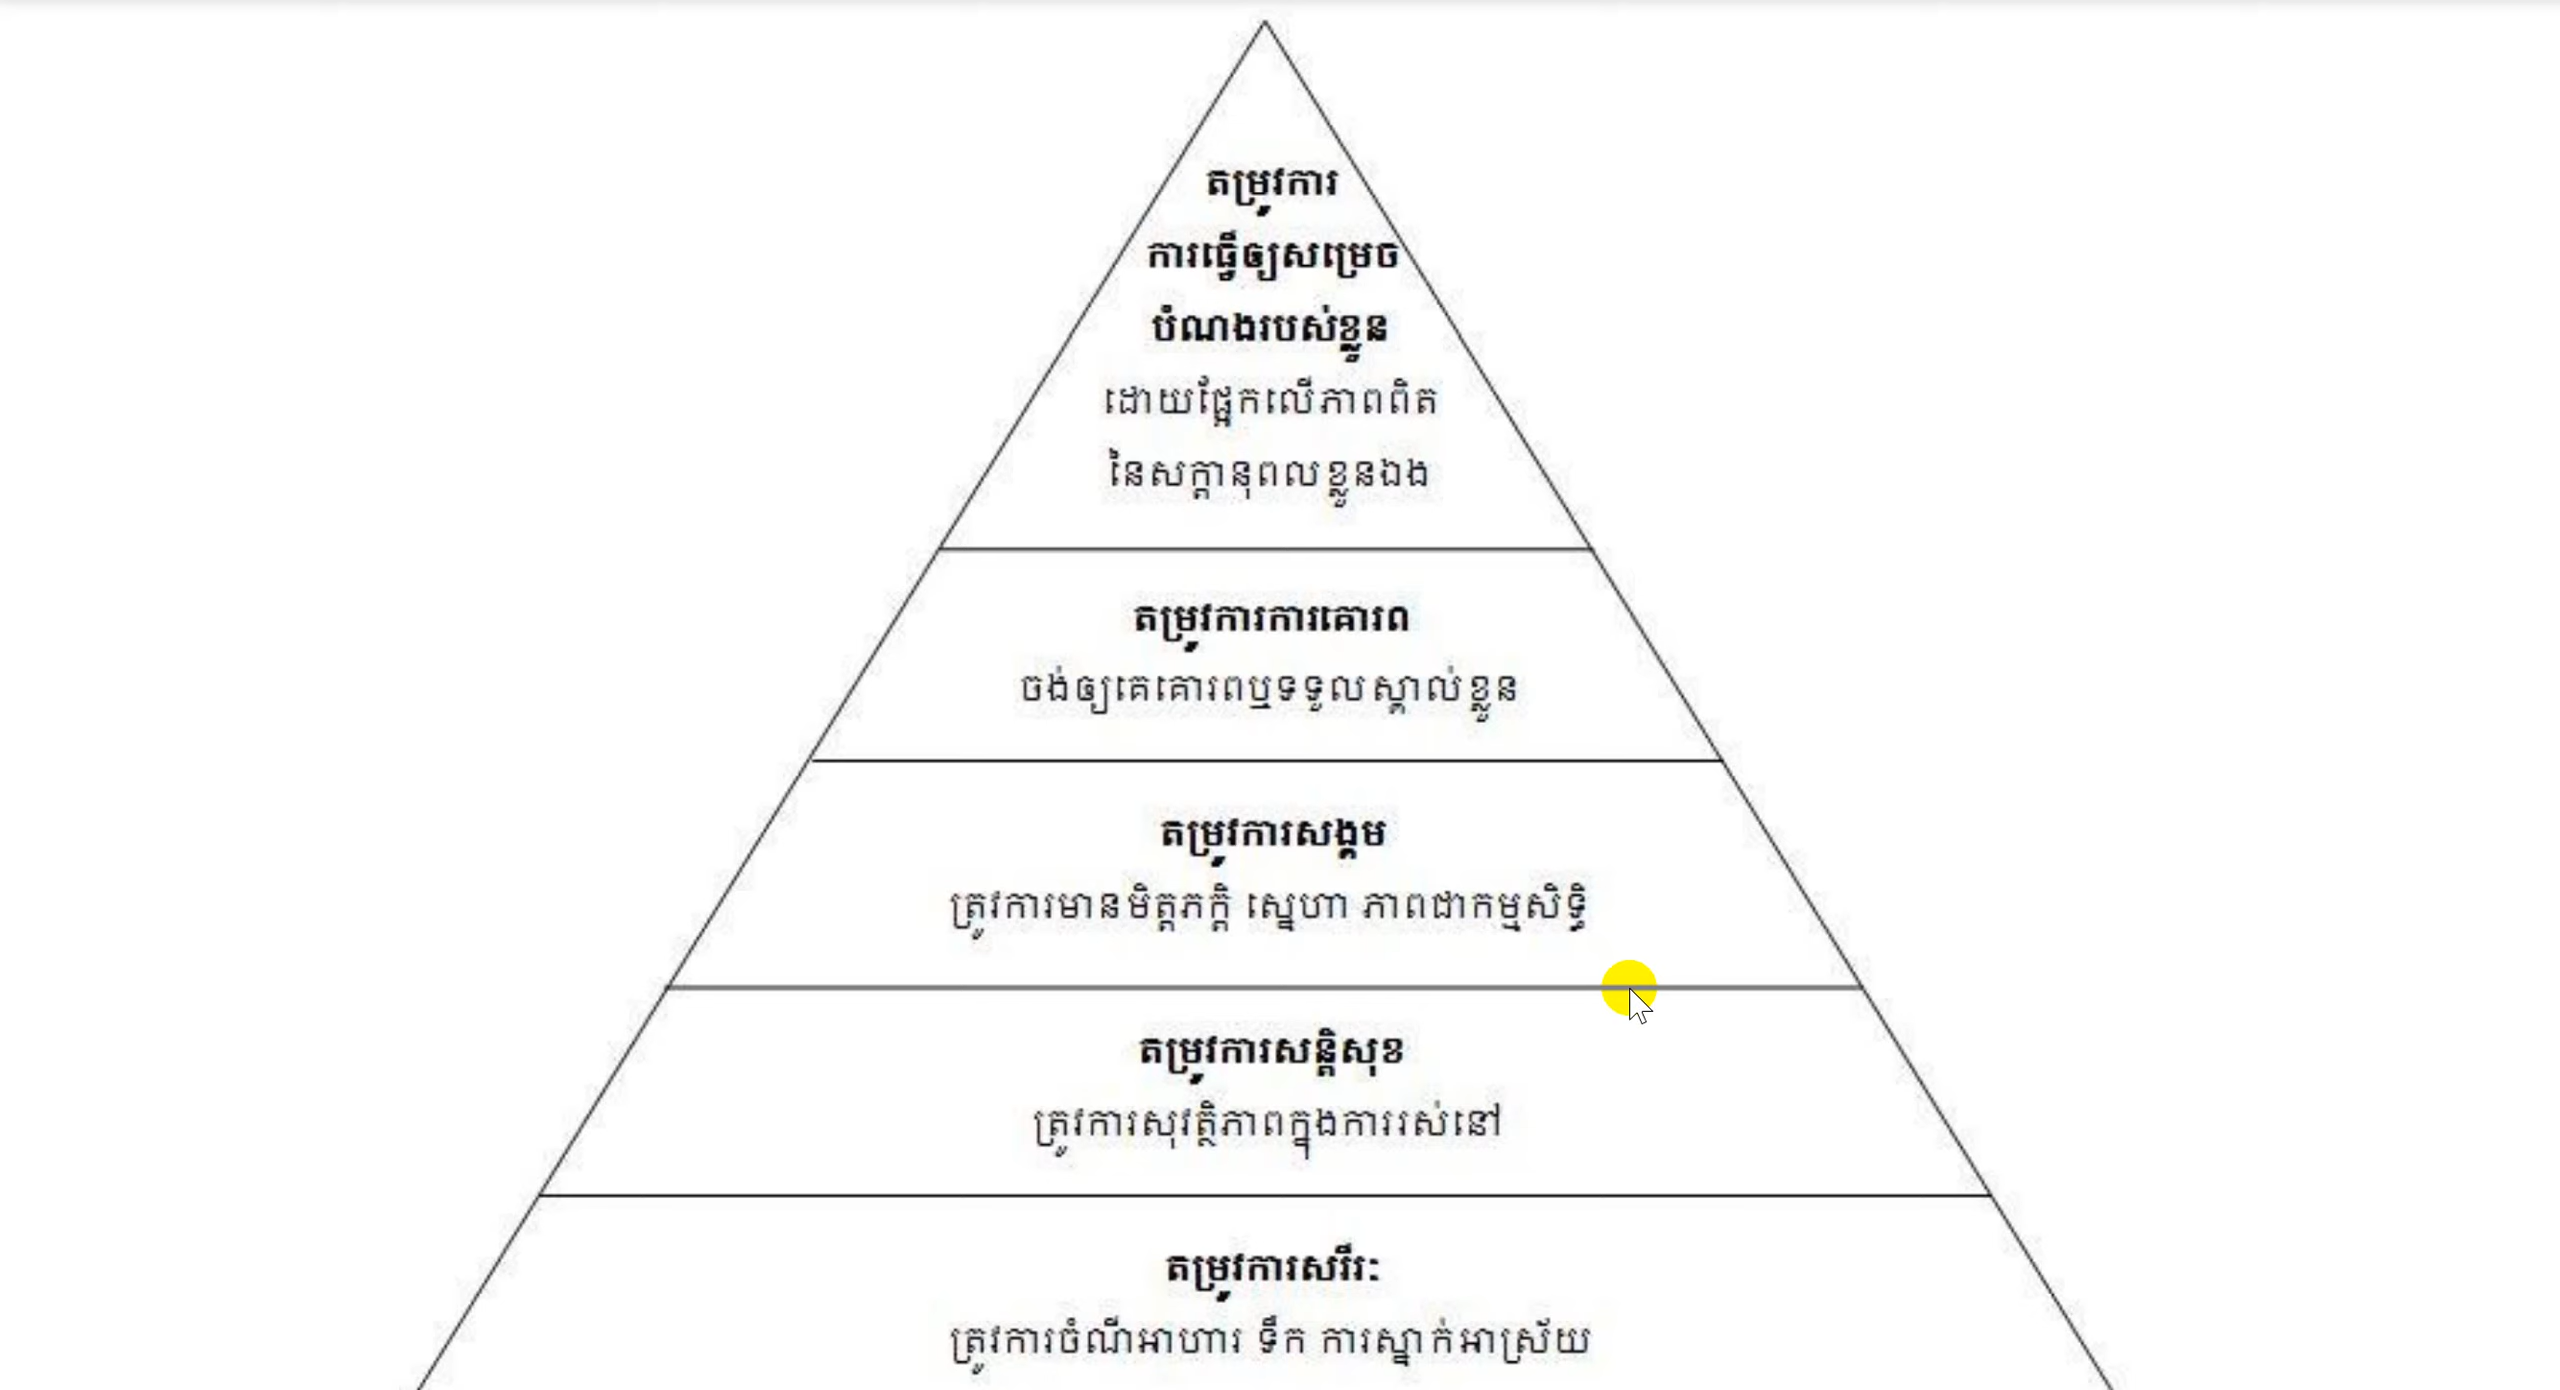 តម្រូវការ
ការធ្វើឲ្យសម្រេច
បំណងរបស់ខ្លួន
ដោយផ្អែកលើភាពពិត
នៃសក្តានុពលខ្លួនឯង
តម្រូវការការគោរព
ចង់ឲ្យគេគោរពឬទទួលស្គាល់ខ្លួន
តម្រូវការសង្គម
ត្រូវការមានមិត្តភក្តិ ស្នេហា ភាពជាកម្មសិទ្ធិ
តម្រូវការសន្តិសុខ
ត្រូវការសុវត្ថិភាពក្នុងការរស់នៅ
តម្រូវការសរីរៈ
ត្រូវការចំណីអាហារ ទឹក ការស្នាក់អាស្រ័យ